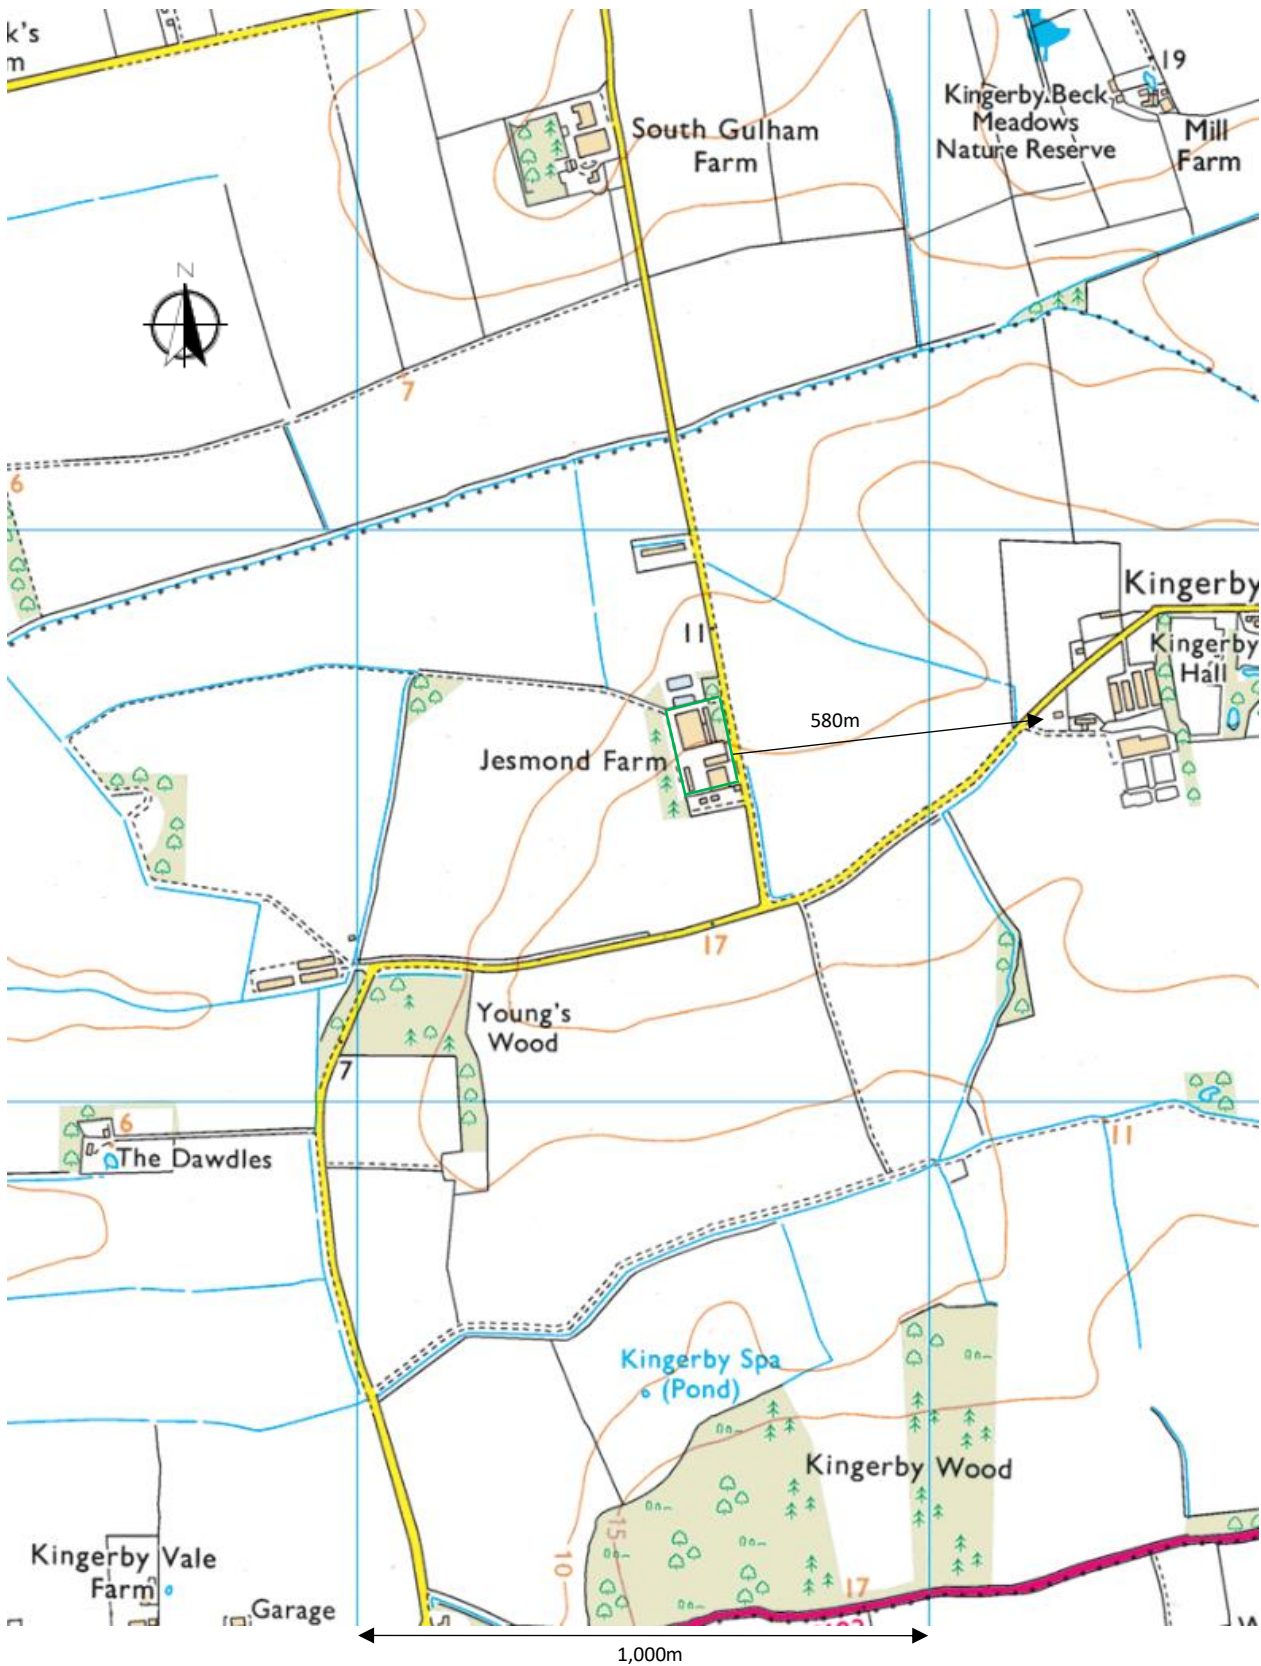 k's
m
19
Kingerby Beck
Meadows
Nature Reserve
Mill
Farm
South Gulham
Farm
N
7
6
Kingerby
Kingerby
Hall
11
580m
Jesmond Farm
17
Young's
Wood
7
6
The Dawdles
11
Kingerby Spa
(Pond)
Kingerby Wood
15
10
17
Kingerby Vale
Farm
Garage
1,000m